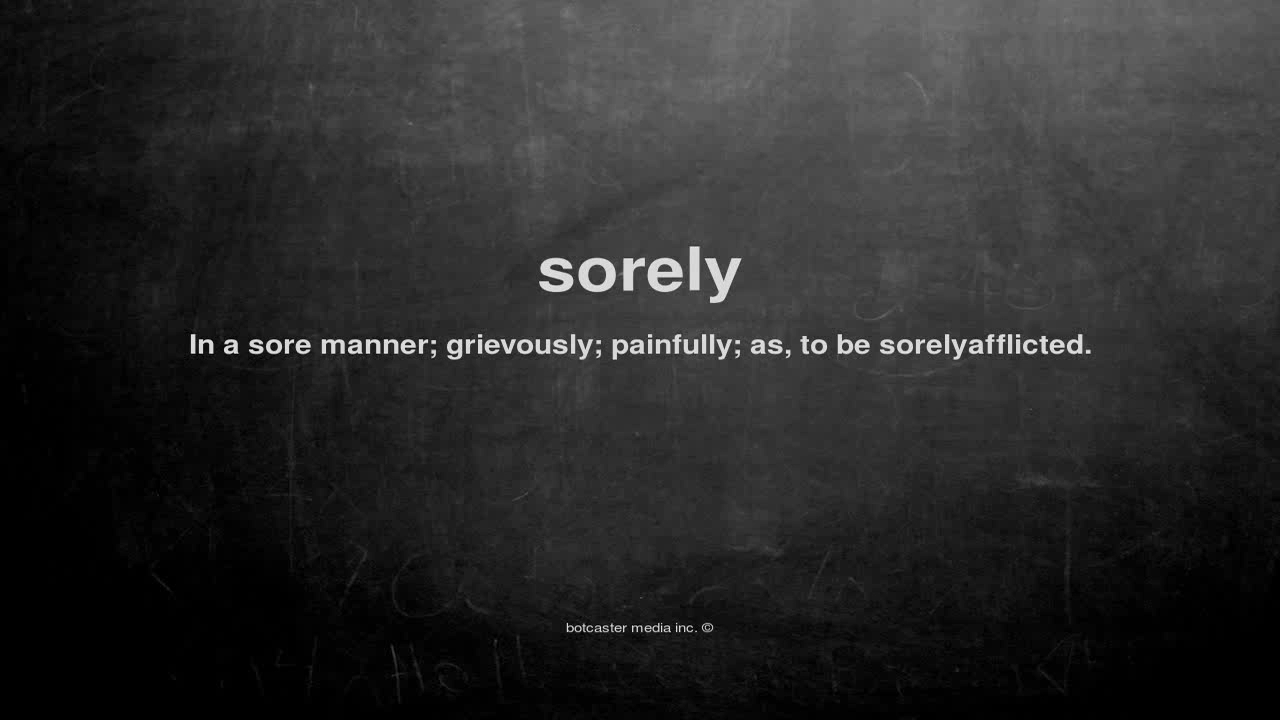 sorely
In a sore manner; grievously; painfully; as, to be sorelyafflicted.
botcaster media inc. ©